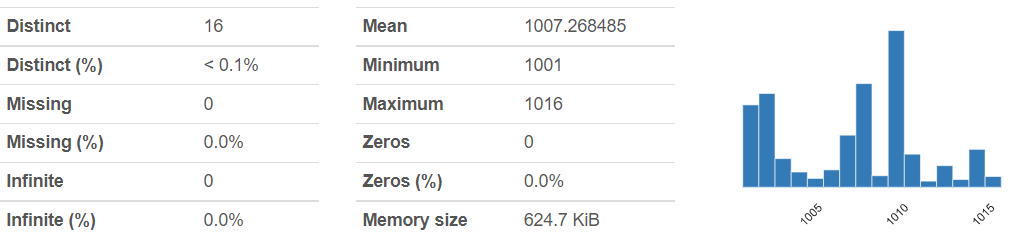 Distinct 16
Distinct (%) < 0.1%
Missing 0
Missing (%) 0.0%
Infinite 0
Infinite (%) 0.0%
Mean 1007.268485
Minimum 1001
Maximum 1016
Zeros 0
Zeros (%) 0.0%
Memory size 624.7 KiB
1005
1010
1015